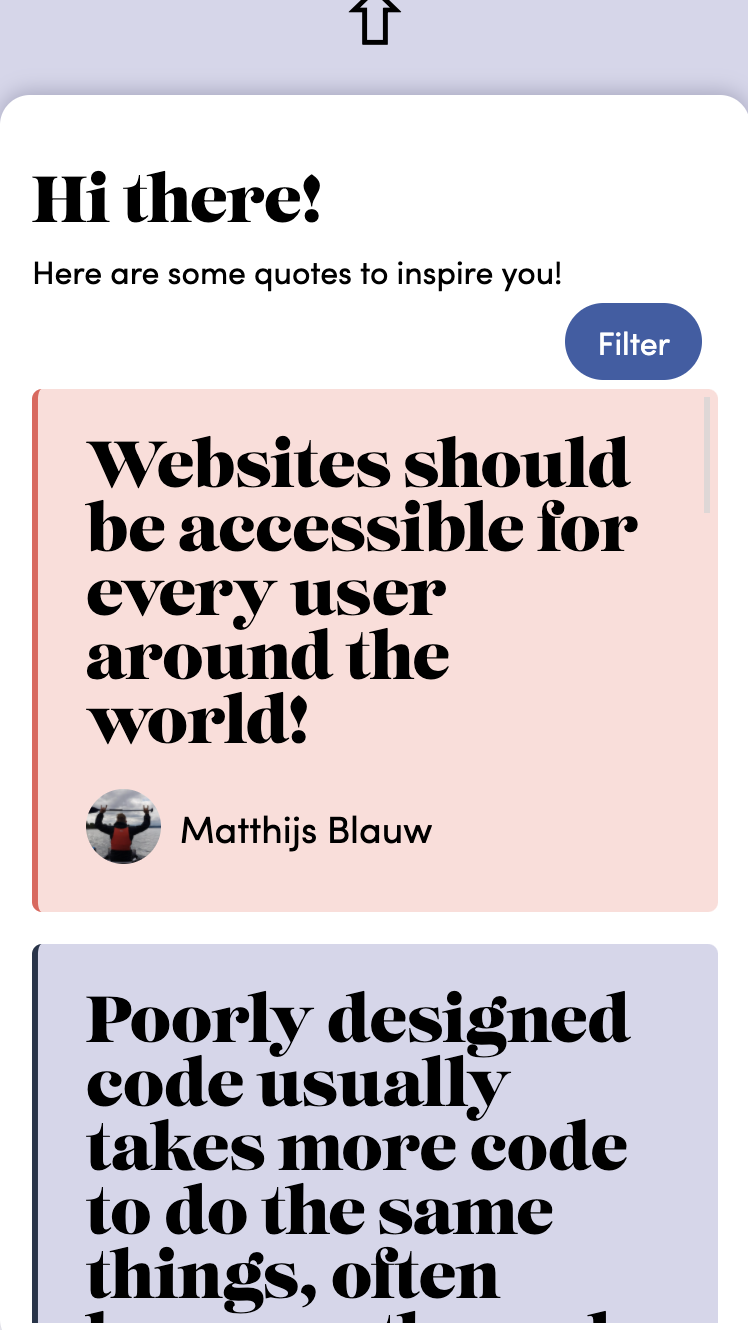 Hi there!
Here are some quotes to inspire you!
Filter
Websites should
be accessible for
every user
around the
world!
Matthijs Blauw
Poorly designed
code usually
takes more code
to do the same
things, often